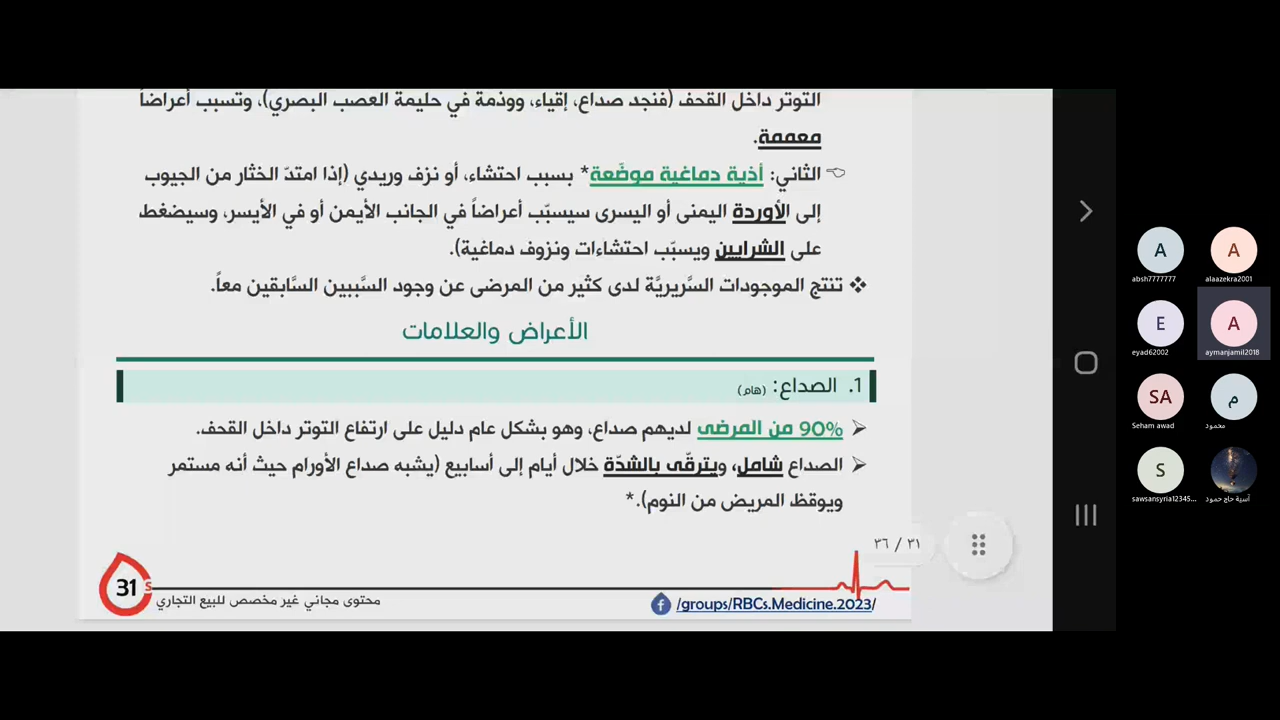 التوتر داخل القحف (فنجد صداع، إقياء، ووذمة في حليمة العصب البصري)، وتسبب أعراضاً
معممة.
الثاني: أذية دماغية موضّعة* بسبب احتشاء، أو نزف وريدي (إذا امتدّ الخثار من الجيوب
إلى الأوردة اليمنى أو اليسرى سيسبّب أعراضاً في الجانب الأيمن أو في الأيسر، وسيضغط
على الشرايين ويسبّب احتشاءات ونزوف دماغية).
❖ تنتج الموجودات السَّريريَّة لدى كثير من المرضى عن وجود السَّببين السَّابقين معاً.
الأعراض والعلامات
1. الصداع: (هام)
➢ 90% من المرضى لديهم صداع، وهو بشكل عام دليل على ارتفاع التوتر داخل القحف.
➢ الصداع شامل، ويترقّى بالشدّة خلال أيام إلى أسابيع (يشبه صداع الأورام حيث أنه مستمر
ويوقظ المريض من النوم).*
٣٦ / ٣١
31
محتوى مجاني غير مخصص للبيع التجاري
/groups/RBCs.Medicine.2023/
A
absh7777777
A
alaazekra2001
E
eyad62002
A
aymanjamil2018
SA
Seham awad
م
محمود
S
sawsansyria12345...
آسية حاج حمود